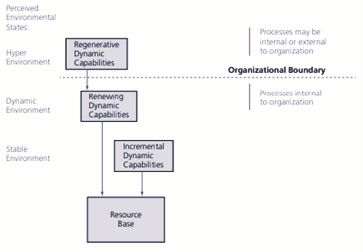 Perceived
Environmental
States:
Hyper
Environment
Regenerative
Dynamic
Capabilities
Processes may be
internal or external
to organization
Organizational Boundary
Dynamic
Environment
Renewing
Dynamic
Capabilities
Processes internal
to organization
Stable
Environment
Incremental
Dynamic
Capabilities
Resource
Base